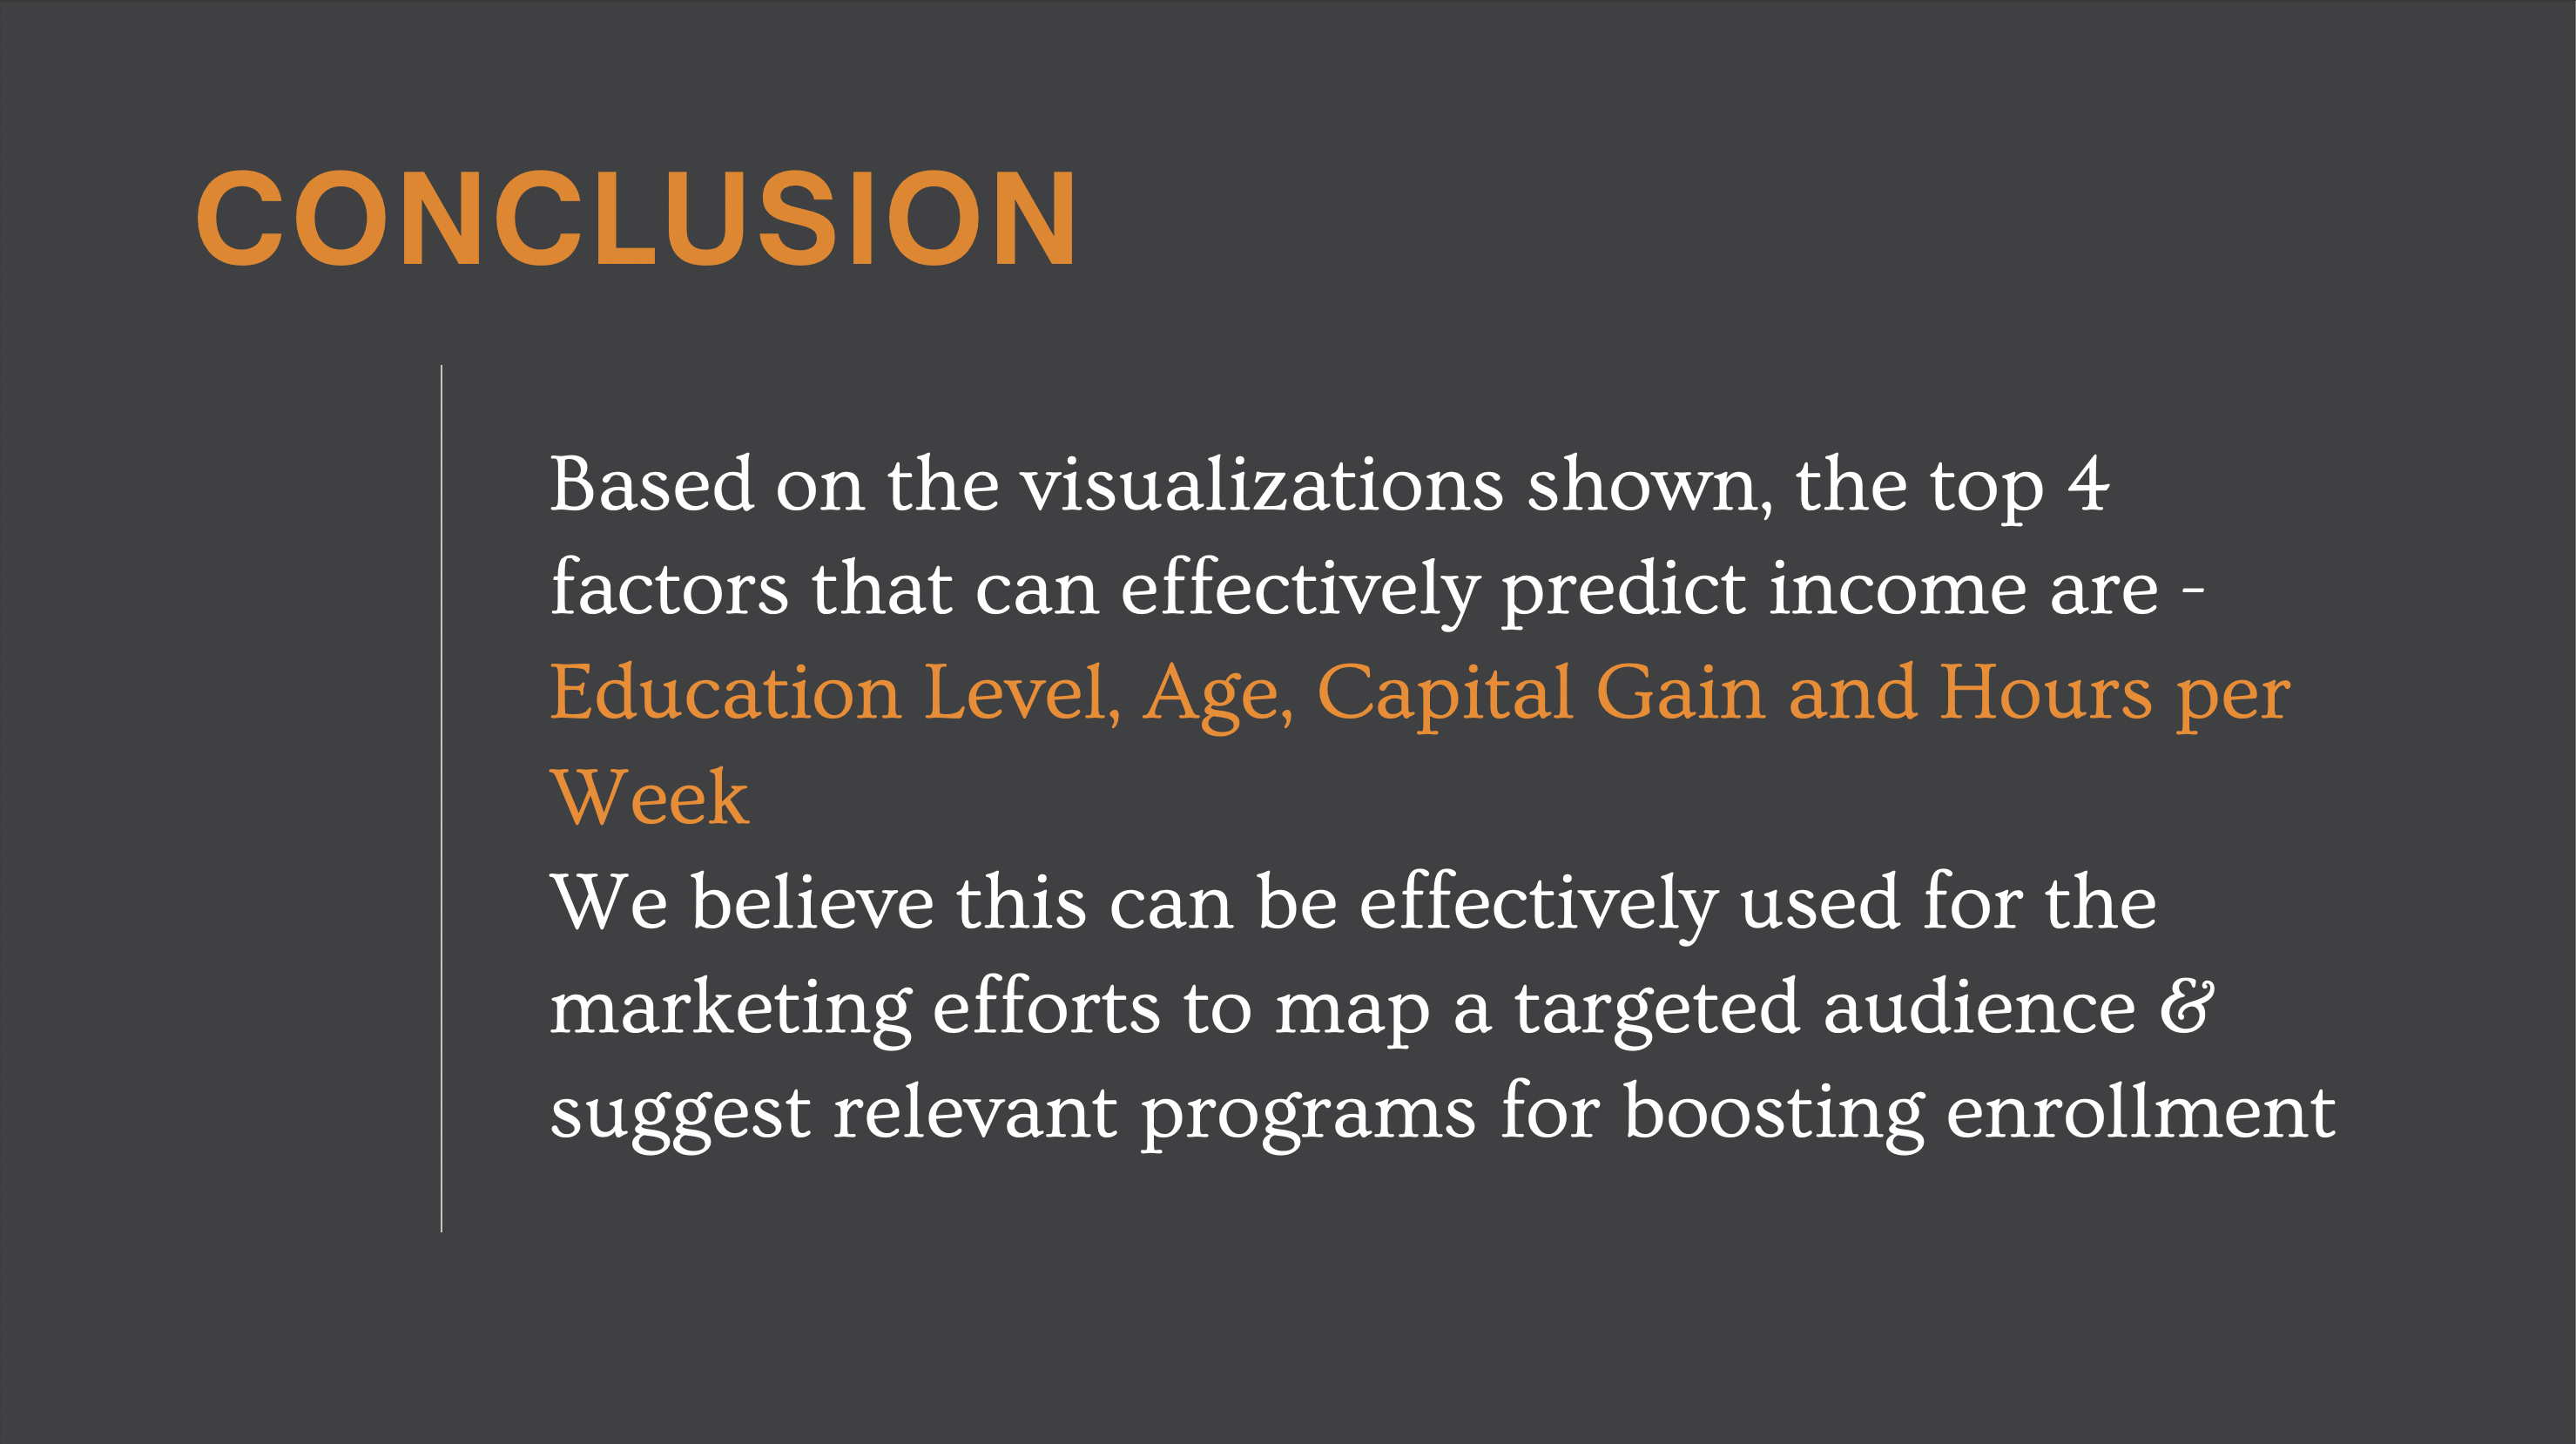 CONCLUSION
Based on the visualizations shown, the top 4
factors that can effectively predict income are -
Education Level, Age, Capital Gain and Hours per
Week
We believe this can be effectively used for the
marketing efforts to map a targeted audience &
suggest relevant programs for boosting enrollment